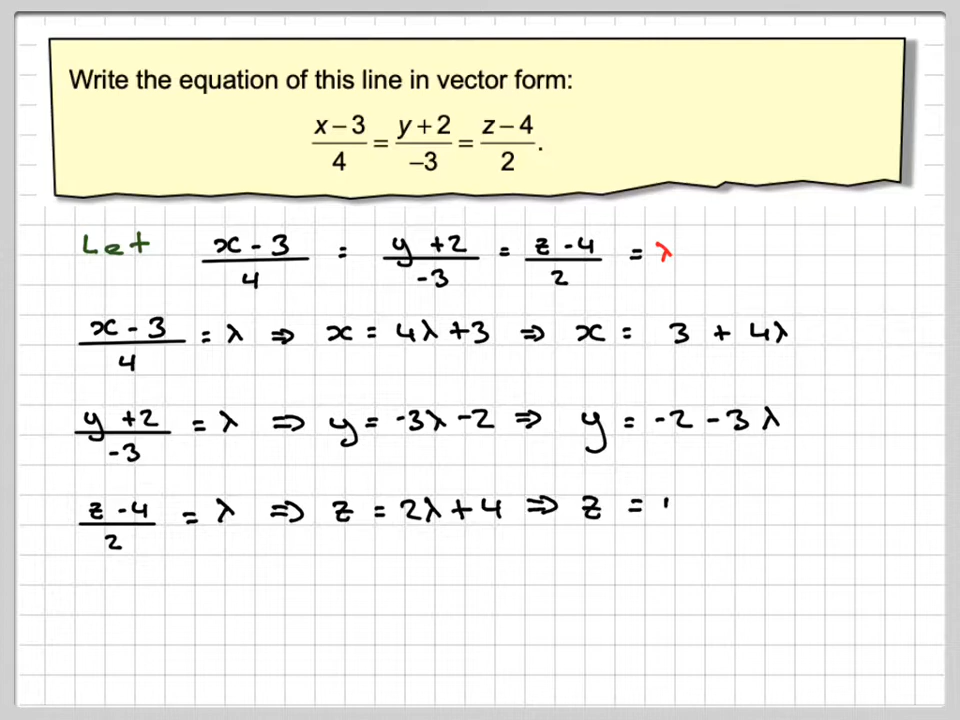 Write the equation of this line in vector form:
x – 3 / 4 = y + 2 / –3 = z – 4 / 2 .
Let x - 3 / 4 = y + 2 / -3 = z - 4 / 2 = λ
x - 3 / 4 = λ ⇒ x = 4λ + 3 ⇒ x = 3 + 4λ
y + 2 / -3 = λ ⇒ y = -3λ - 2 ⇒ y = -2 - 3λ
z - 4 / 2 = λ ⇒ z = 2λ + 4 ⇒ z =